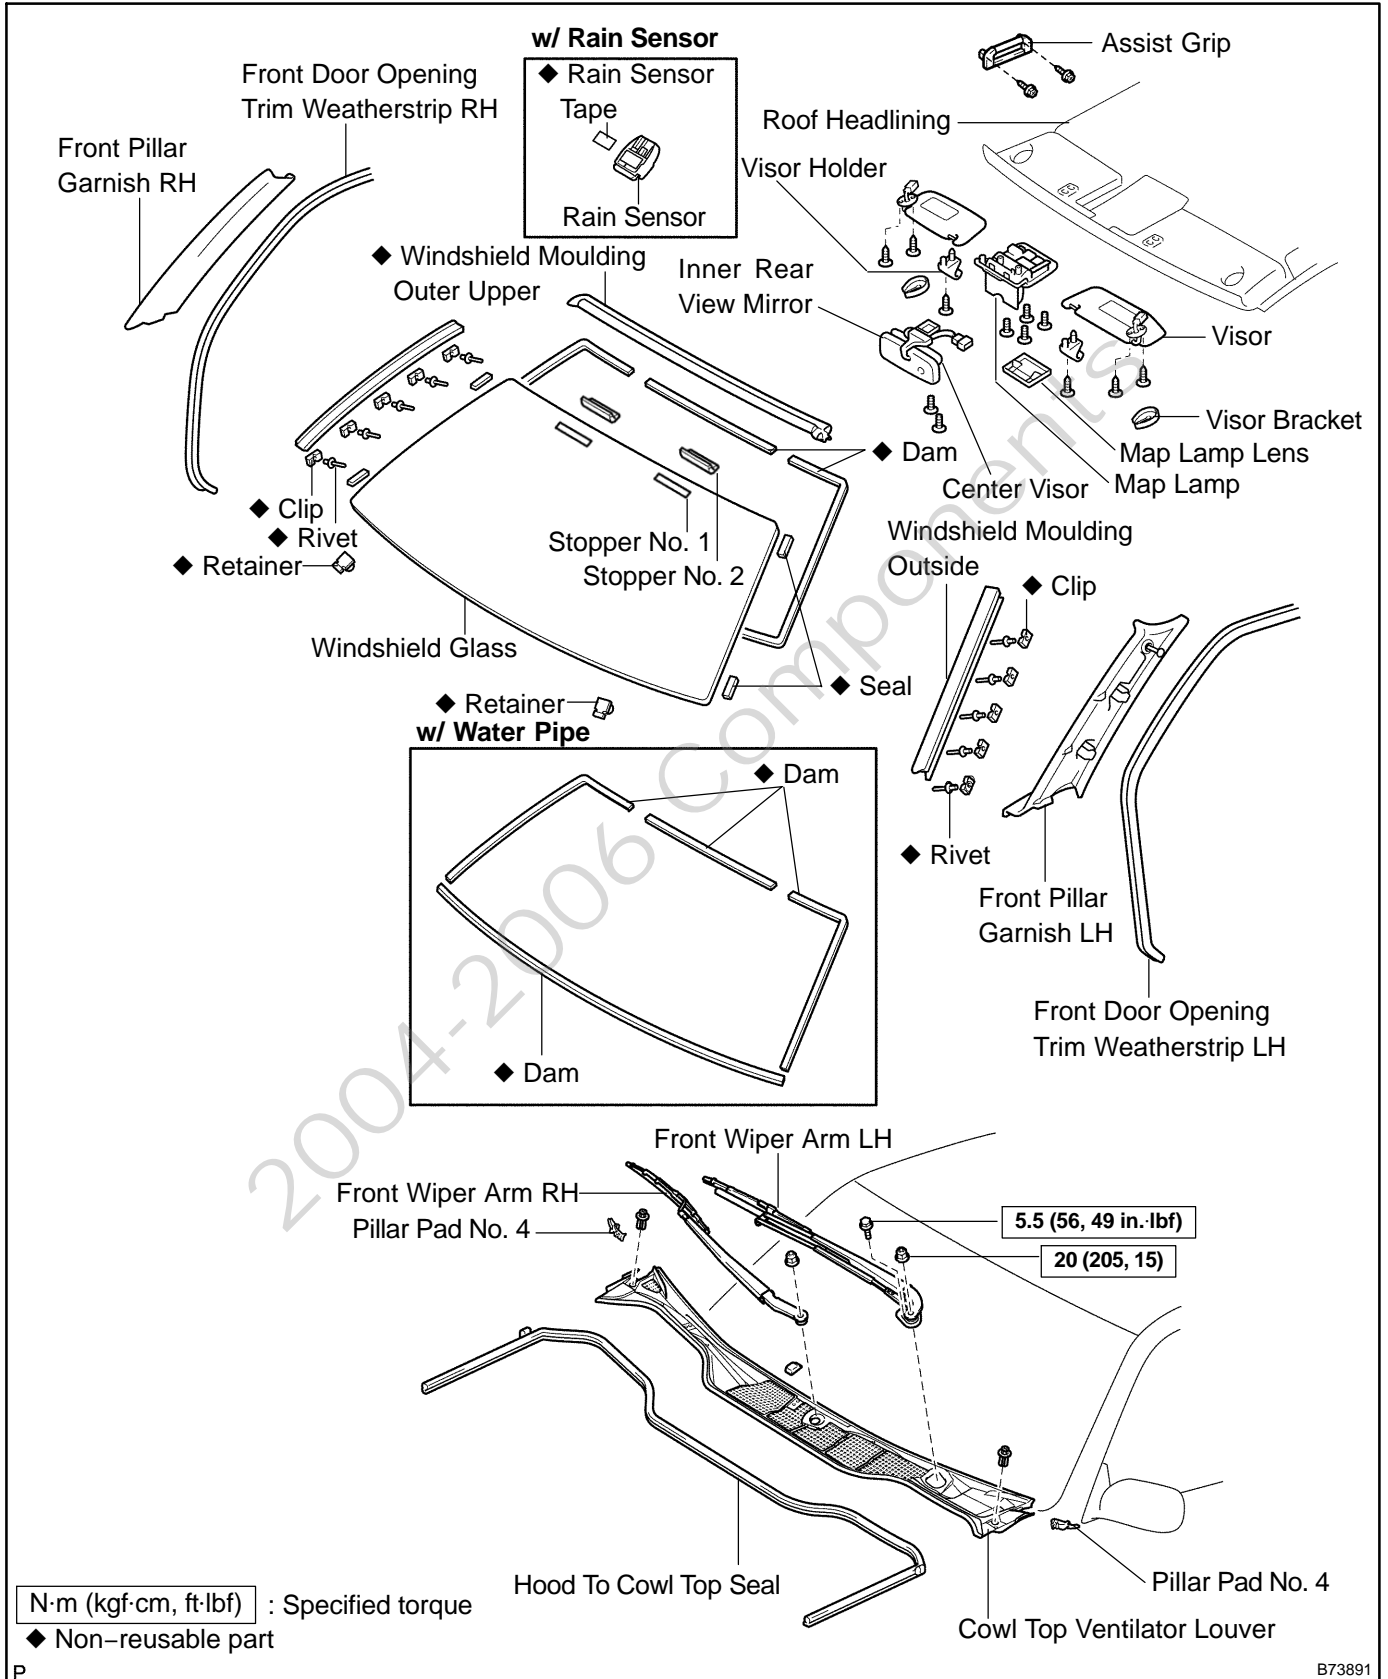 w/ Rain Sensor
◆ Rain Sensor
Tape
Rain Sensor
Assist Grip
Front Door Opening
Trim Weatherstrip RH
Front Pillar
Garnish RH
Roof Headlining
Visor Holder
◆ Windshield Moulding
Outer Upper
Inner Rear
View Mirror
Visor
Visor Bracket
Map Lamp Lens
Map Lamp
Center Visor
◆ Dam
◆ Clip
◆ Rivet
◆ Retainer
Stopper No. 1
Stopper No. 2
Windshield Moulding
Outside
◆ Clip
Windshield Glass
◆ Seal
◆ Retainer
w/ Water Pipe
◆ Dam
◆ Dam
◆ Rivet
Front Pillar
Garnish LH
Front Door Opening
Trim Weatherstrip LH
2004-2006 Components
Front Wiper Arm LH
Front Wiper Arm RH
Pillar Pad No. 4
5.5 (56, 49 in.·lbf)
20 (205, 15)
Hood To Cowl Top Seal
Pillar Pad No. 4
Cowl Top Ventilator Louver
N·m (kgf·cm, ft·lbf) : Specified torque
◆ Non−reusable part
P
B73891